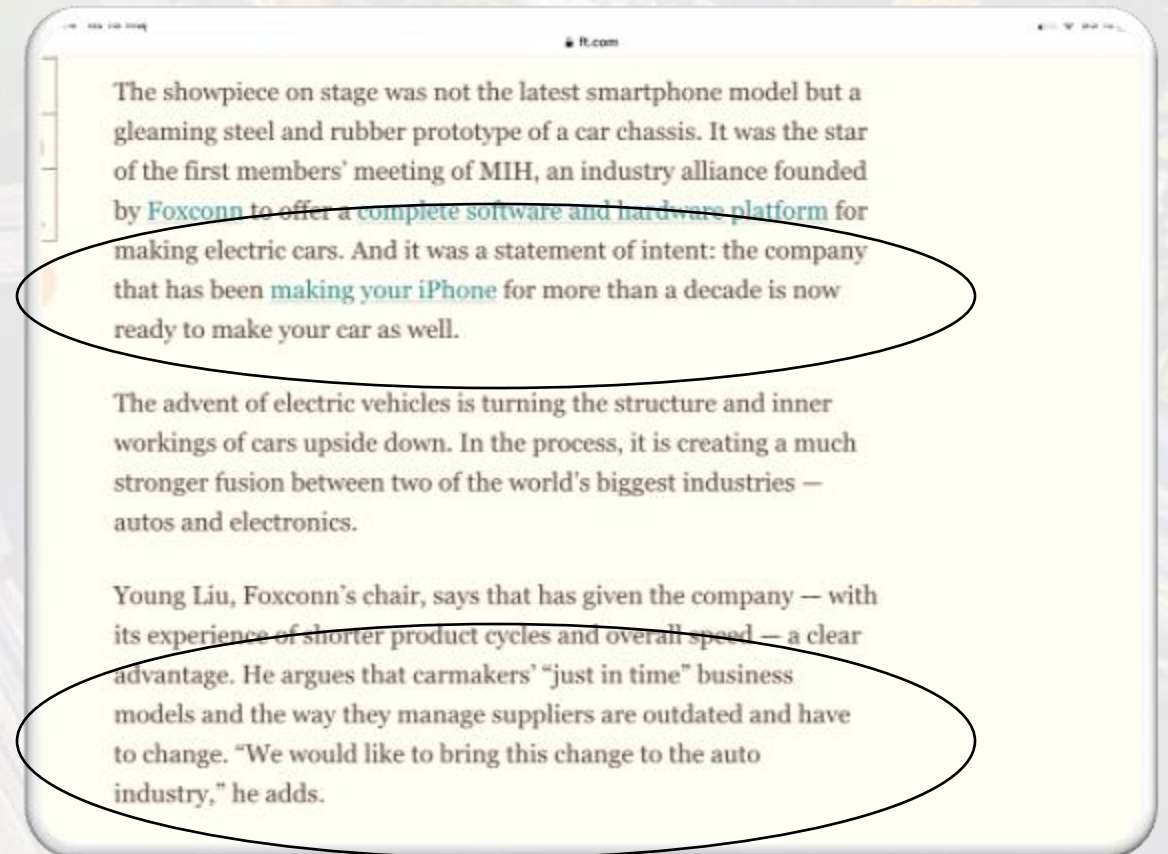 ft.com
The showpiece on stage was not the latest smartphone model but a
gleaming steel and rubber prototype of a car chassis. It was the star
of the first members’ meeting of MIH, an industry alliance founded
by Foxconn to offer a complete software and hardware platform for
making electric cars. And it was a statement of intent: the company
that has been making your iPhone for more than a decade is now
ready to make your car as well.
The advent of electric vehicles is turning the structure and inner
workings of cars upside down. In the process, it is creating a much
stronger fusion between two of the world’s biggest industries —
autos and electronics.
Young Liu, Foxconn’s chair, says that has given the company — with
its experience of shorter product cycles and overall speed — a clear
advantage. He argues that carmakers’ “just in time” business
models and the way they manage suppliers are outdated and have
to change. “We would like to bring this change to the auto
industry,” he adds.